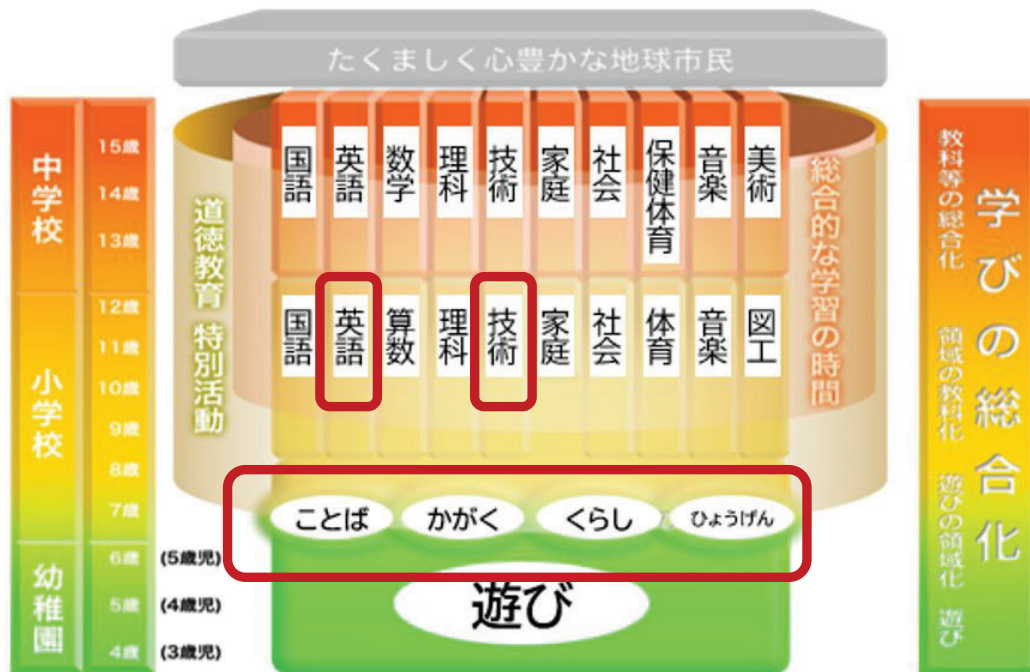 たくましく心豊かな地球市民
中学校
15歳
14歳
13歳
小学校
12歳
11歳
10歳
9歳
8歳
7歳
幼稚園
6歳
(5歳児)
5歳
(4歳児)
4歳
(3歳児)
道徳教育 特別活動
国語
英語
数学
理科
技術
家庭
社会
保健体育
音楽
美術
国語
英語
算数
理科
技術
家庭
社会
体育
音楽
図工
総合的な学習の時間
ことば
かがく
くらし
ひょうげん
遊び
教科等の総合化
領域の教科化
遊びの領域化
遊び
学びの総合化